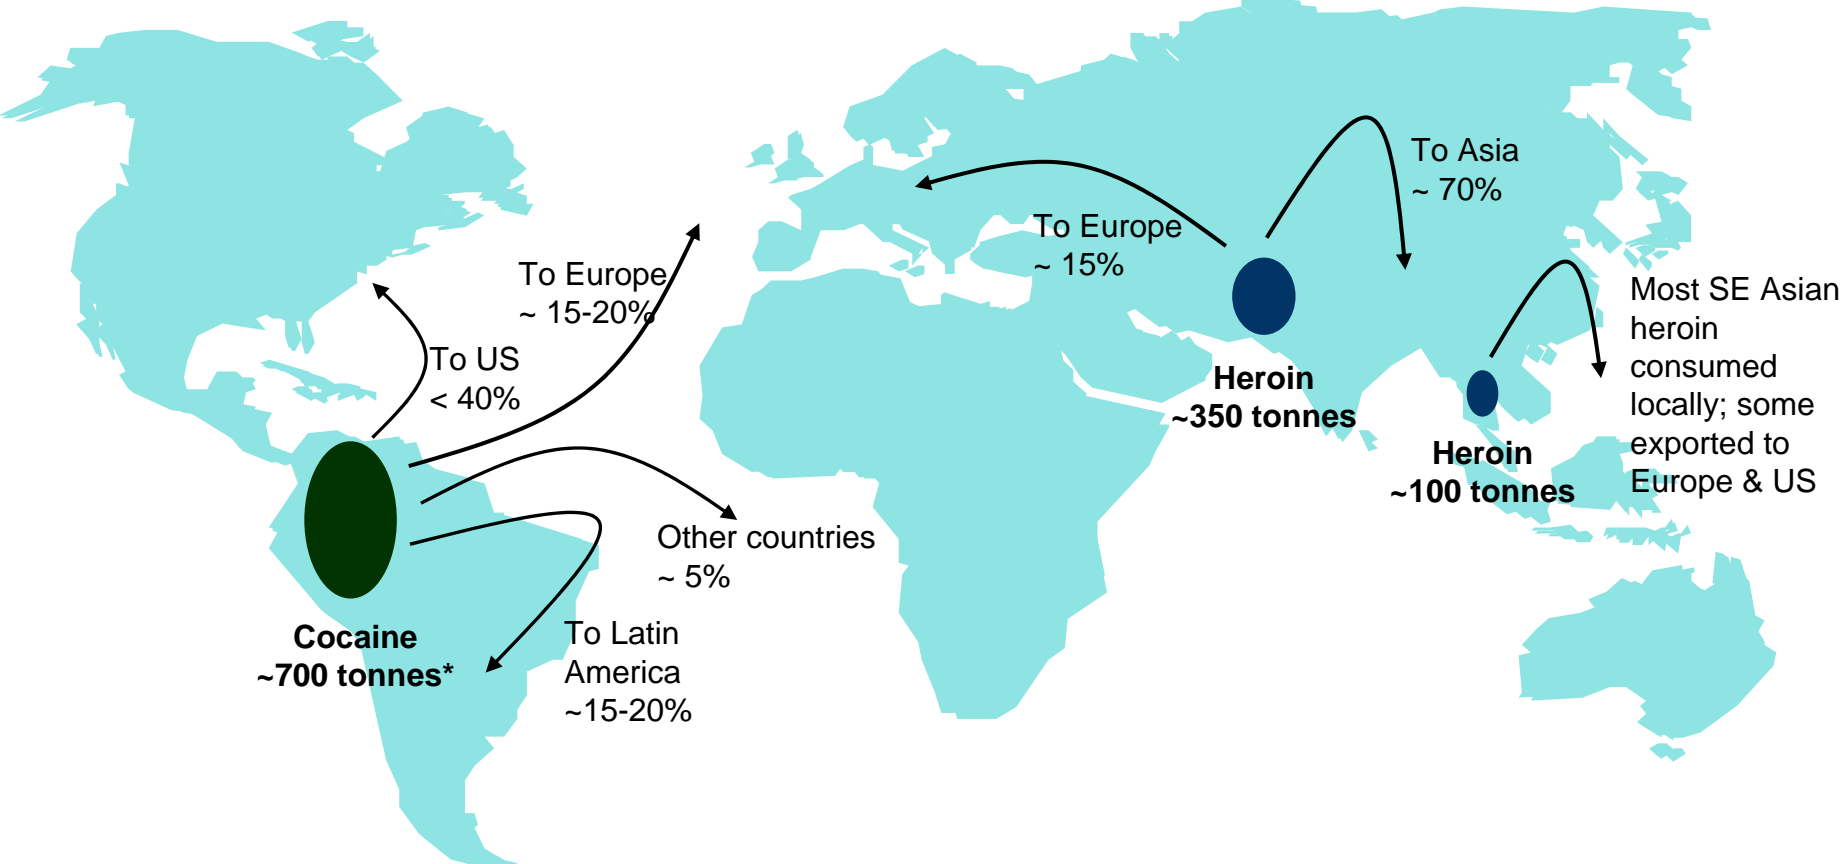 To Asia
~ 70%
To Europe
~ 15%
To Europe
~ 15-20%
Most SE Asian
heroin
consumed
locally; some
exported to
Europe & US
To US
< 40%
Heroin
~350 tonnes
Heroin
~100 tonnes
Other countries
~ 5%
Cocaine
~700 tonnes*
To Latin
America
~15-20%